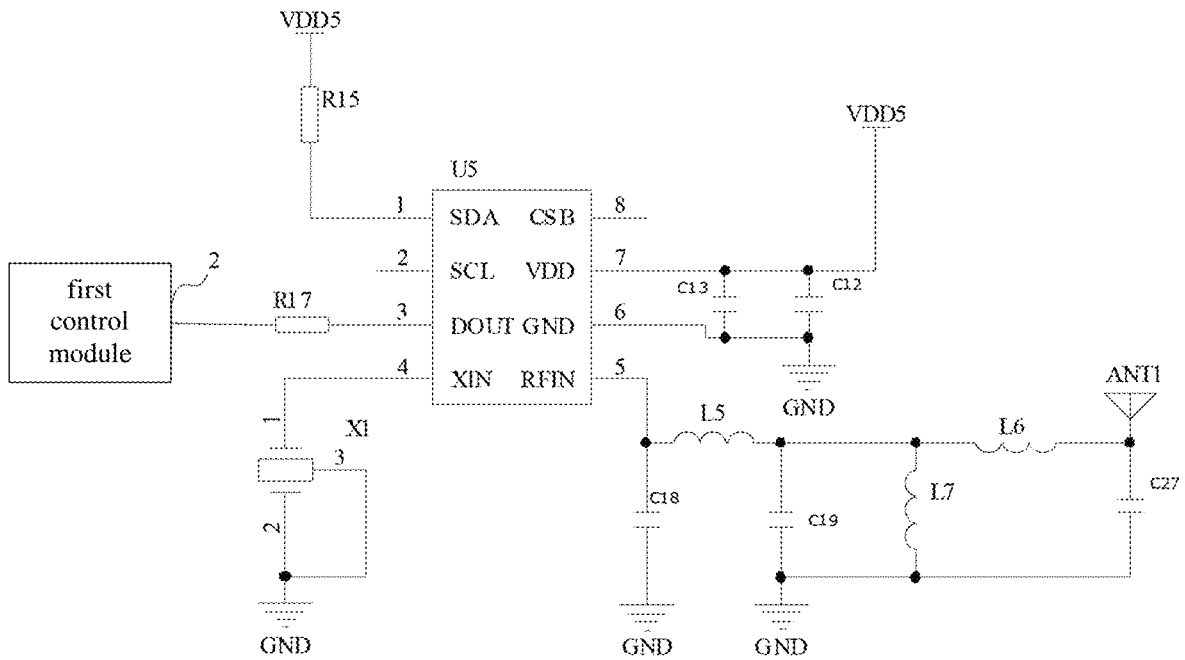 VDD5
R15
VDD5
U5
1
SDA
CSB
8
2
SCL
VDD
7
C13
C12
2
first
control
module
R17
3
DOUT
GND
6
4
XIN
RFIN
5
GND
ANT1
L5
L6
1
X1
3
C18
C19
L7
C27
2
GND
GND
GND